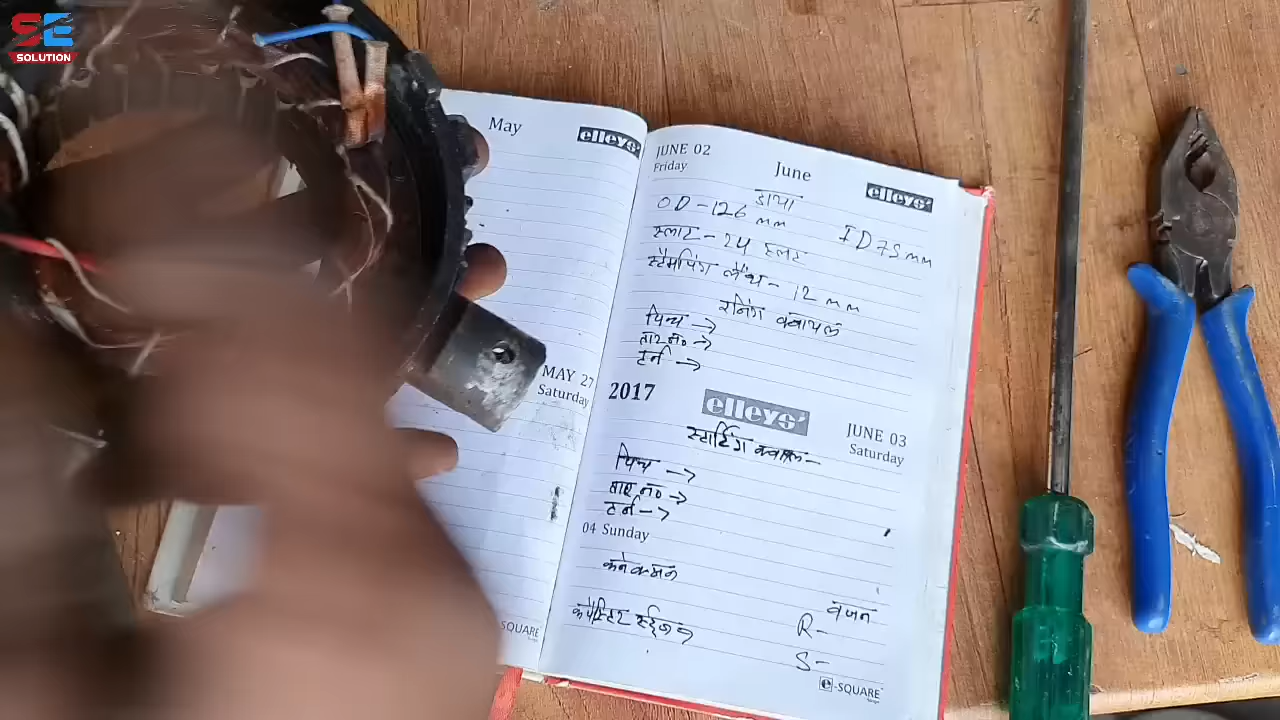 SE
SOLUTION
May
elleys
MAY 27
Saturday
SQUARE
JUNE 02
Friday
June
elleys
डाया
OD-126 mm
ID 75 mm
स्लाट - 24 स्लाट
स्टैमपिंग लेंथ - 12 mm
रनिंग क्वायल
पिच →
तार नं० →
टर्न →
2017
elleys
JUNE 03
Saturday
स्टार्टिंग क्वायल-
पिच →
तार नं० →
टर्न →
04 Sunday
कनेक्शन
वजन
R-
S-
e-SQUARE